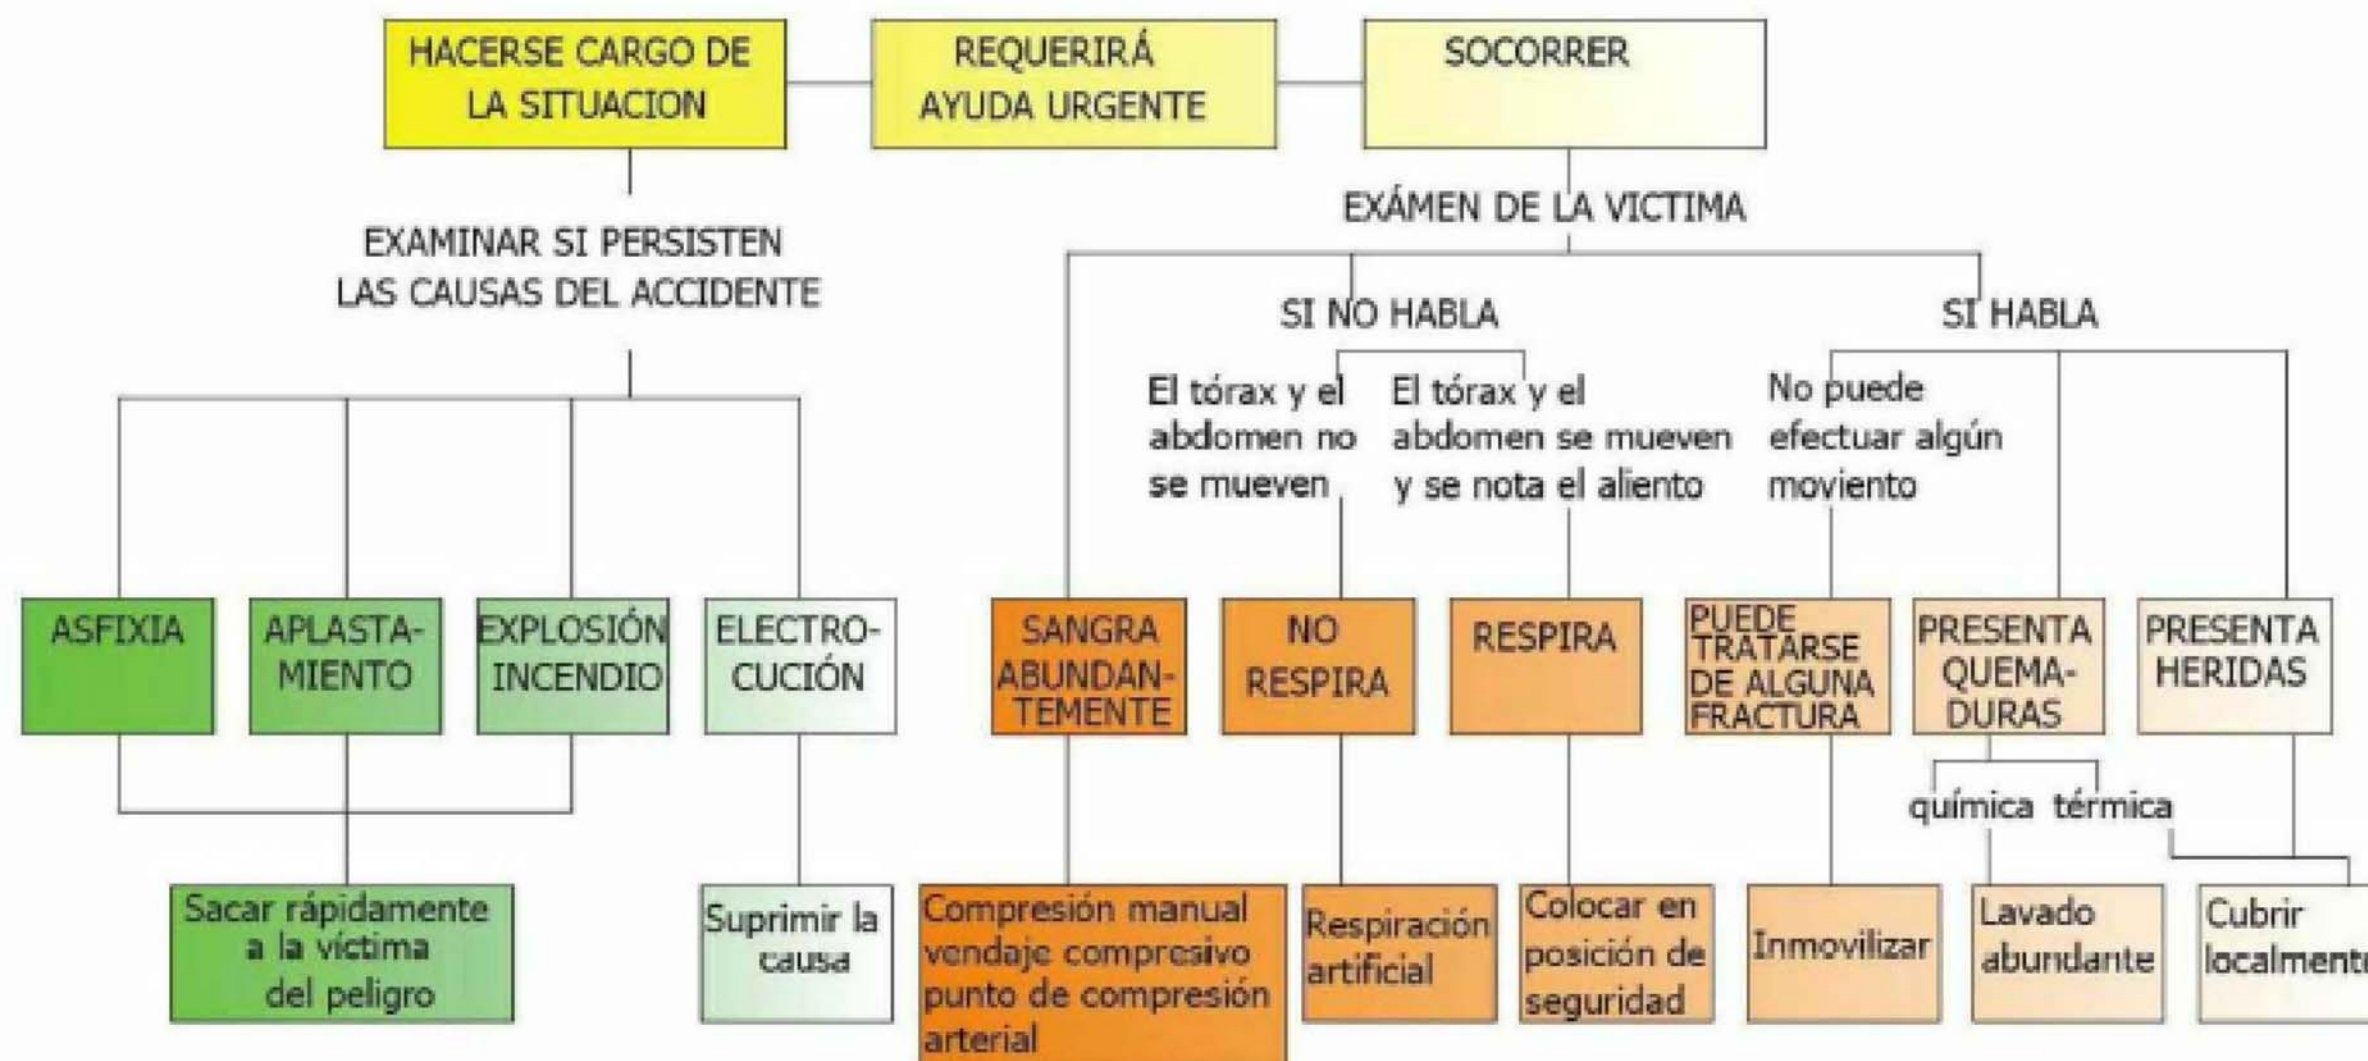 HACERSE CARGO DE
LA SITUACION
REQUERIRÁ
AYUDA URGENTE
SOCORRER
EXAMINAR SI PERSISTEN
LAS CAUSAS DEL ACCIDENTE
EXÁMEN DE LA VICTIMA
SI NO HABLA
SI HABLA
El tórax y el
abdomen no
se mueven
El tórax y el
abdomen se mueven
y se nota el aliento
No puede
efectuar algún
moviento
ASFIXIA
APLASTA-
MIENTO
EXPLOSIÓN
INCENDIO
ELECTRO-
CUCIÓN
SANGRA
ABUNDAN-
TEMENTE
NO
RESPIRA
RESPIRA
PUEDE
TRATARSE
DE ALGUNA
FRACTURA
PRESENTA
QUEMA-
DURAS
PRESENTA
HERIDAS
química térmica
Sacar rápidamente
a la víctima
del peligro
Suprimir la
causa
Compresión manual
vendaje compresivo
punto de compresión
arterial
Respiración
artificial
Colocar en
posición de
seguridad
Inmovilizar
Lavado
abundante
Cubrir
localmente